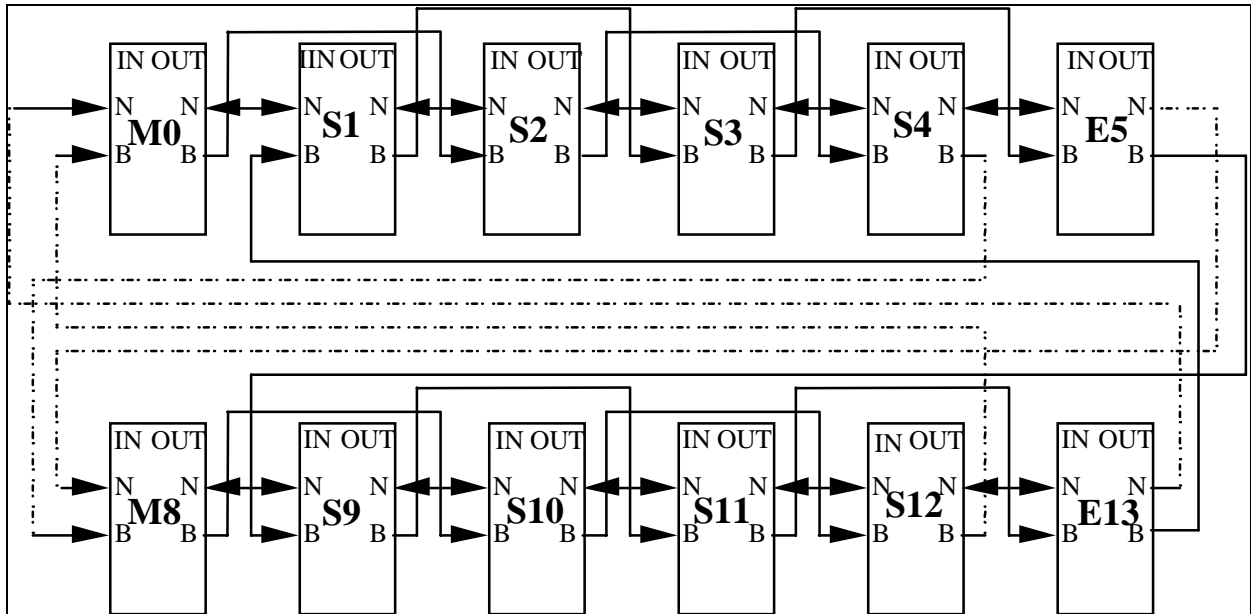 IN OUT IIN OUT IN OUT IN OUT IN OUT IN OUT
N N N N N N N N N N N N
M0 S1 S2 S3 S4 E5
B B B B B B B B B B B B
IN OUT IN OUT IN OUT IN OUT IN OUT IN OUT
N N N N N N N N N N N N
M8 S9 S10 S11 S12 E13
B B B B B B B B B B B B